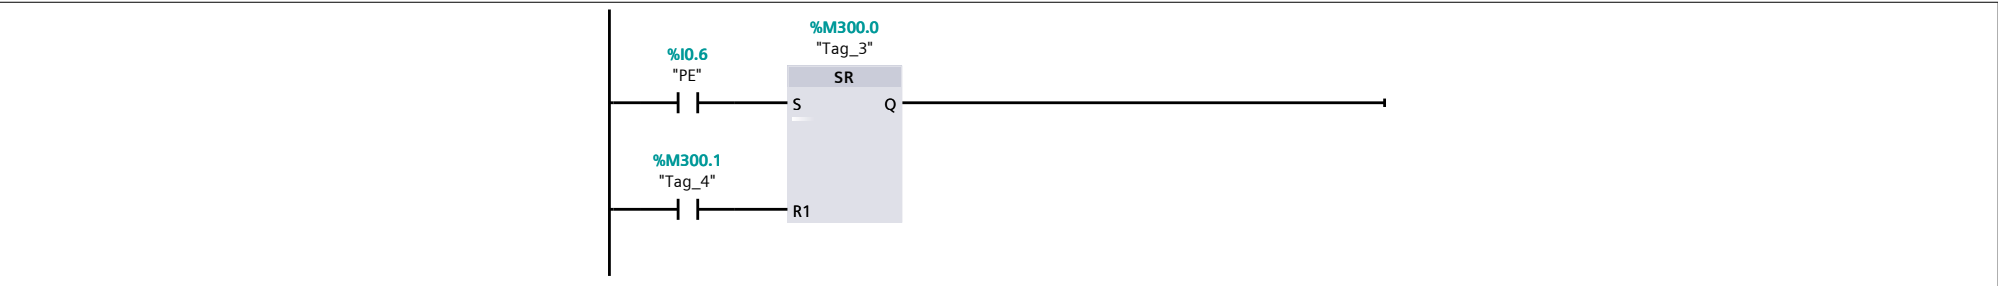 %M300.0
"Tag_3"
%I0.6
"PE"
SR
S
Q
%M300.1
"Tag_4"
R1